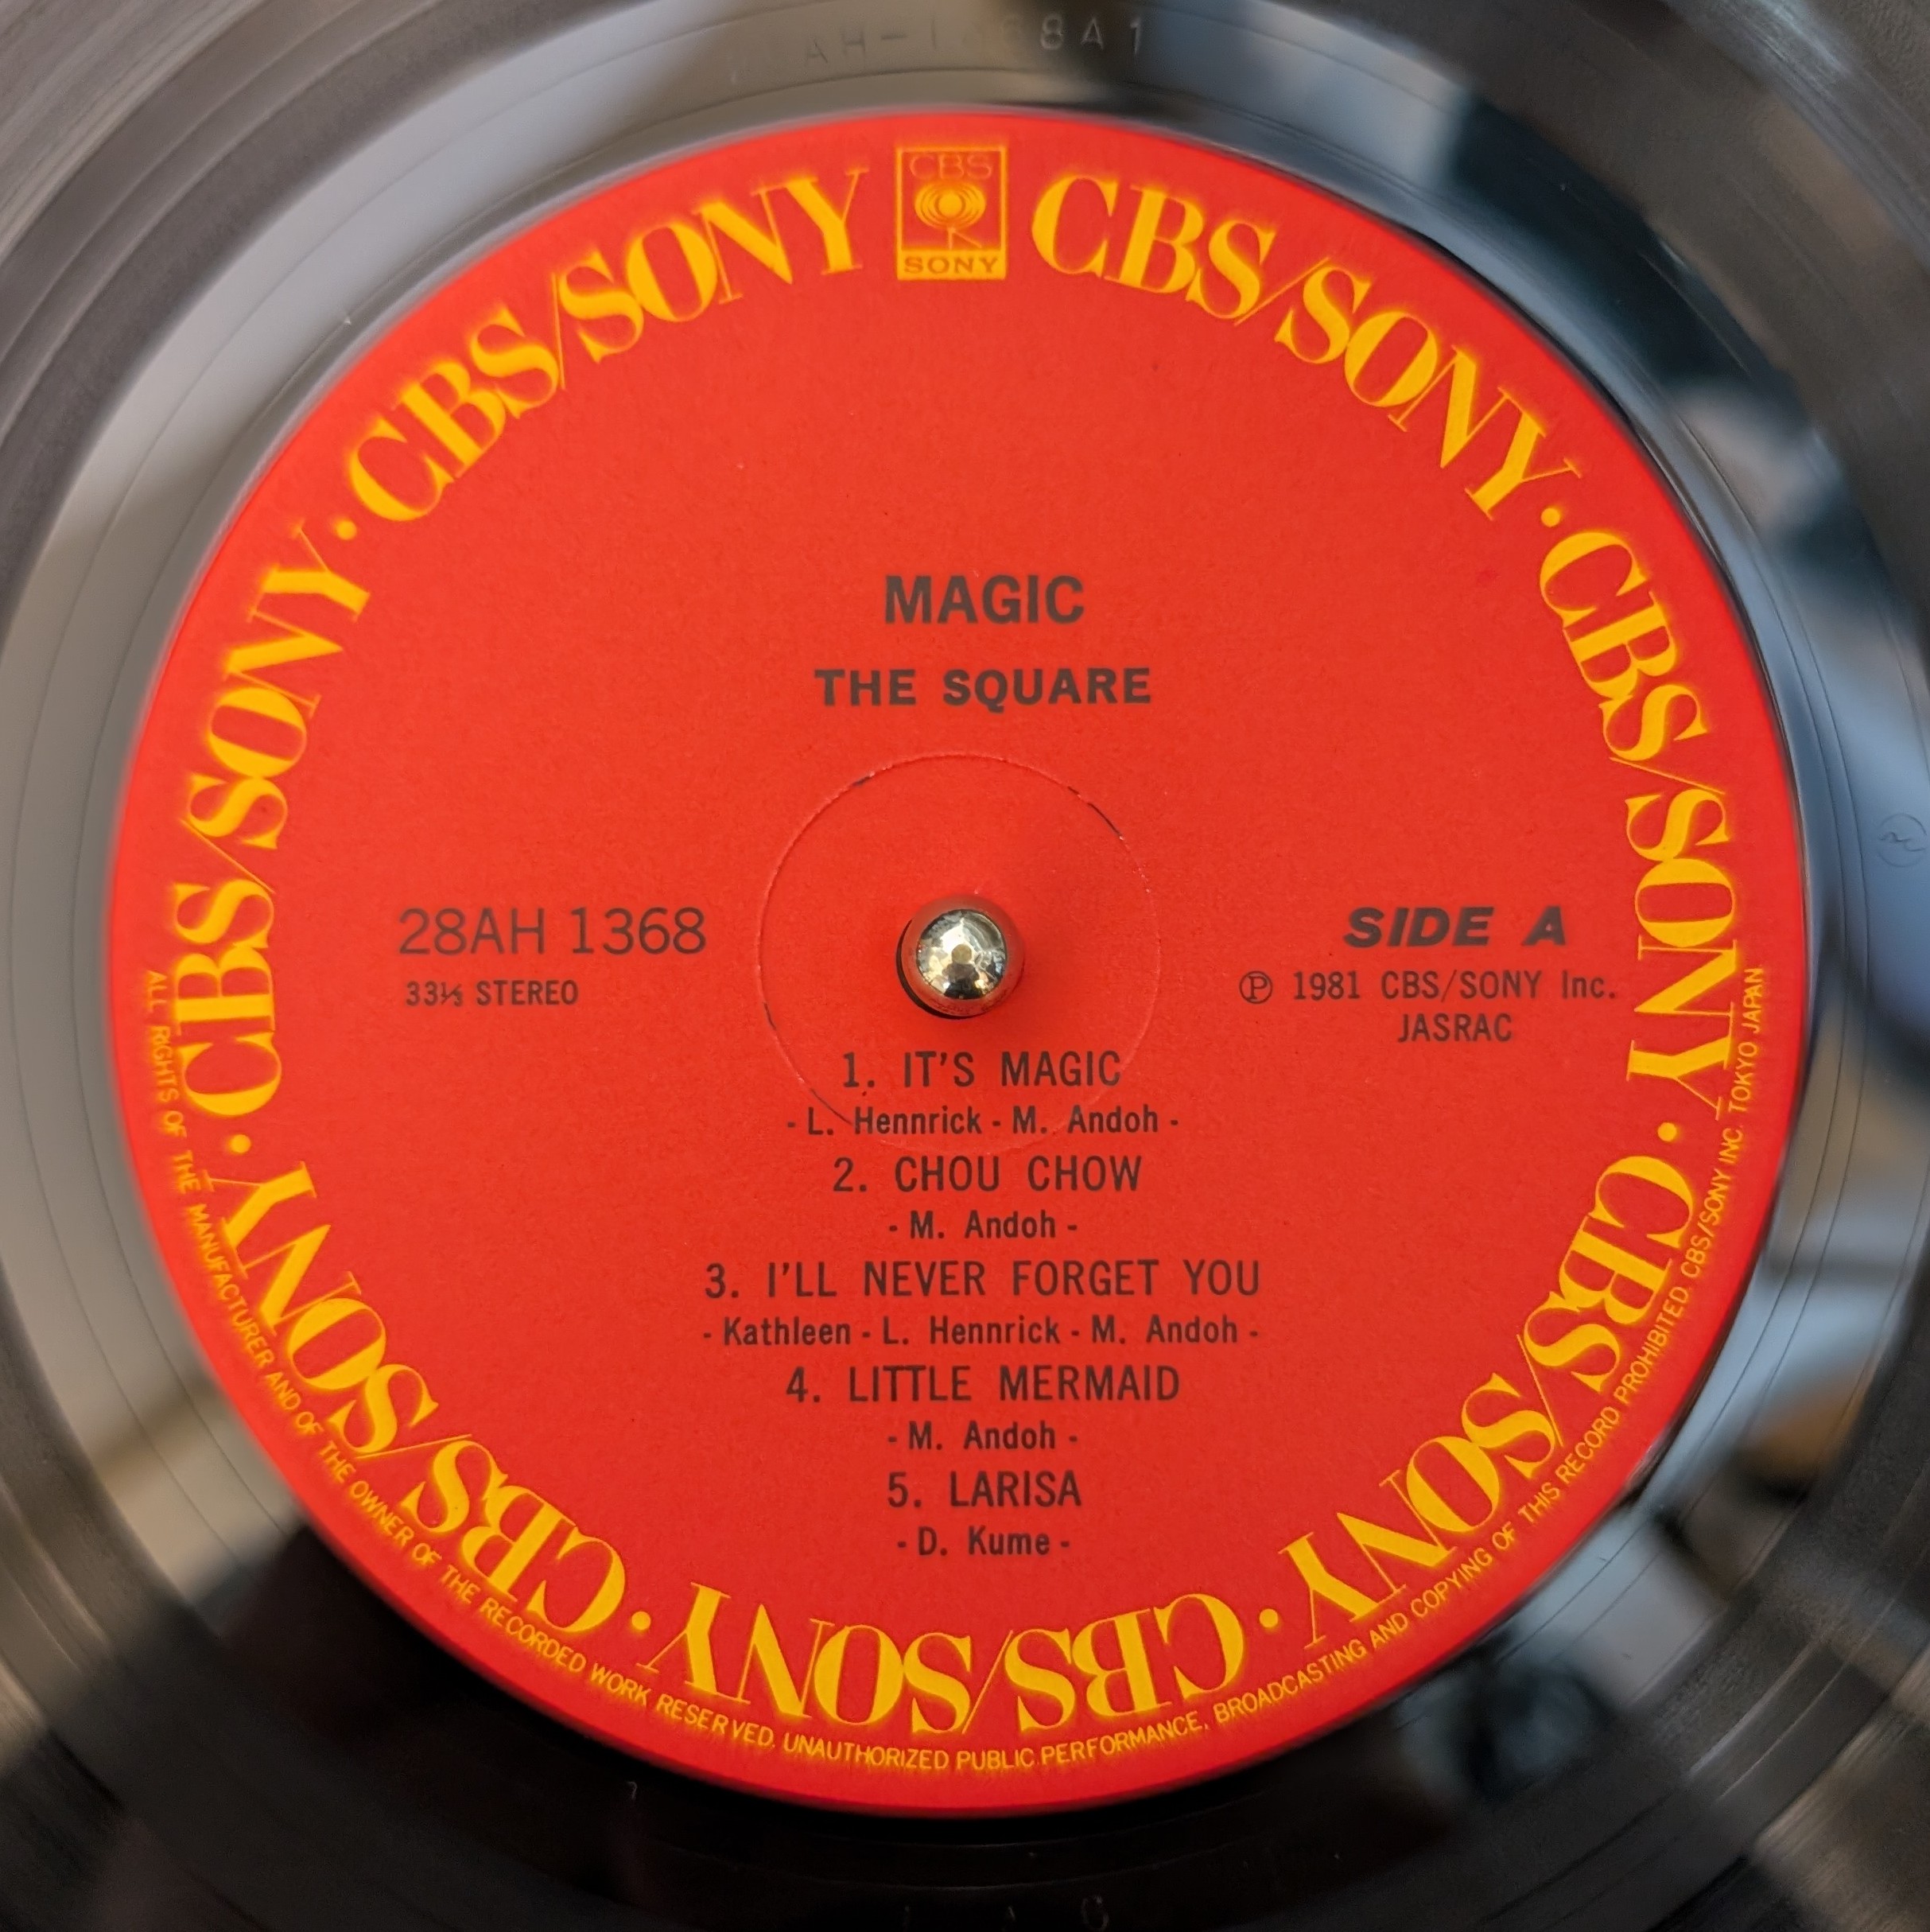 8A1
CBS
SONY
CBS/SONY · CBS/SONY · CBS/SONY · CBS/SONY · CBS/SONY · CBS/SONY · CBS/SONY
MAGIC
THE SQUARE
28AH 1368
33⅓ STEREO
SIDE A
Ⓟ 1981 CBS/SONY Inc.
JASRAC
1. IT'S MAGIC
- L. Hennrick - M. Andoh -
2. CHOU CHOW
- M. Andoh -
3. I'LL NEVER FORGET YOU
- Kathleen - L. Hennrick - M. Andoh -
4. LITTLE MERMAID
- M. Andoh -
5. LARISA
- D. Kume -
ALL RIGHTS OF THE MANUFACTURER AND OF THE OWNER OF THE RECORDED WORK RESERVED. UNAUTHORIZED PUBLIC PERFORMANCE, BROADCASTING AND COPYING OF THIS RECORD PROHIBITED. CBS/SONY INC. TOKYO JAPAN